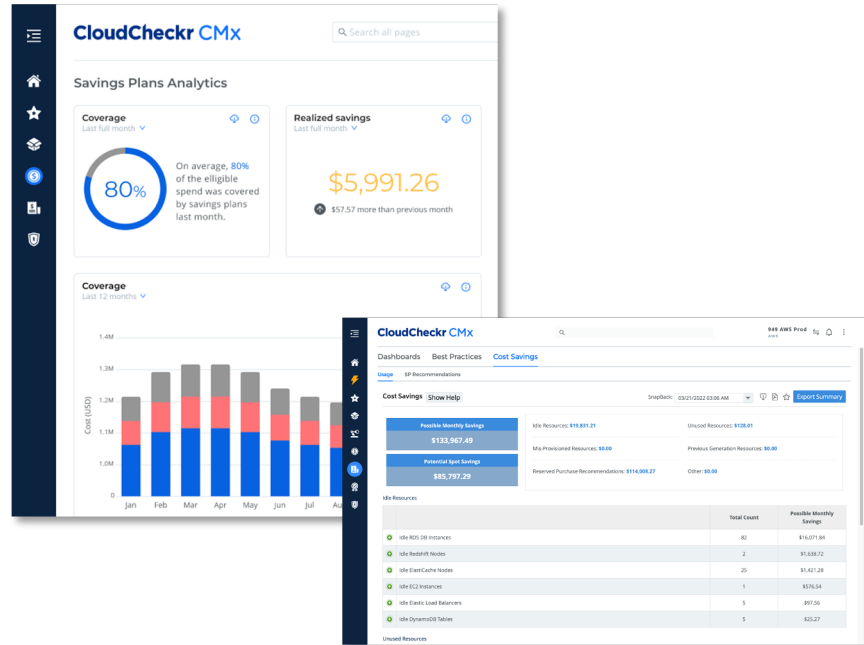 CloudCheckr CMx
Search all pages
Savings Plans Analytics
Coverage
Last full month
80%
On average, 80%
of the elligible
spend was covered
by savings plans
last month.
Realized savings
Last full month
$5,991.26
$57.57 more than previous month
Coverage
Last 12 months
Cost (USD)
1,4M
1,3M
1,2M
1,1M
1,0M
0
Jan Feb Mar Apr May Jun Jul Au
CloudCheckr CMx
949 AWS Prod
AWS
Dashboards Best Practices Cost Savings
Usage SP Recommendations
Cost Savings Show Help
SnapBack: 03/21/2022 03:06 AM
Export Summary
Possible Monthly Savings
$133,967.49
Potential Spot Savings
$85,797.29
Idle Resources: $19,831.21
Unused Resources: $128.01
Mis-Provisioned Resources: $0.00
Previous Generation Resources: $0.00
Reserved Purchase Recommendations: $114,008.27
Other: $0.00
Idle Resources
Total Count
Possible Monthly
Savings
Idle RDS DB Instances 82 $16,071.84
Idle Redshift Nodes 2 $1,638.72
Idle ElastiCache Nodes 25 $1,421.28
Idle EC2 Instances 1 $576.54
Idle Elastic Load Balancers 5 $97.56
Idle DynamoDB Tables 5 $25.27
Unused Resources